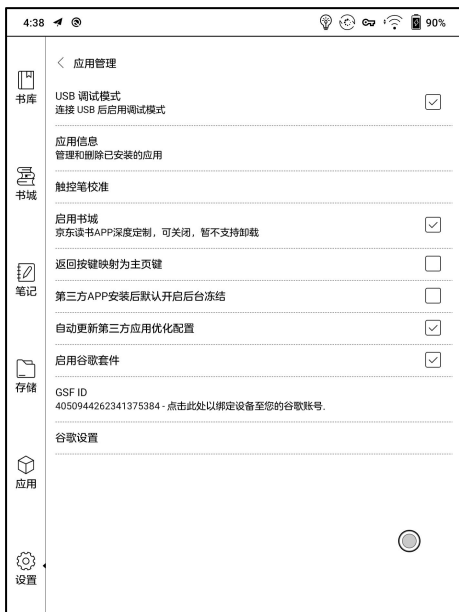 4:38
90%
应用管理
USB 调试模式
连接 USB 后启用调试模式
应用信息
管理和删除已安装的应用
触控笔校准
启用书城
京东读书APP深度定制，可关闭，暂不支持卸载
返回按键映射为主页键
第三方APP安装后默认开启后台冻结
自动更新第三方应用优化配置
启用谷歌套件
GSF ID
4050944262341375384 - 点击此处以绑定设备至您的谷歌账号.
谷歌设置
书库
书城
笔记
存储
应用
设置